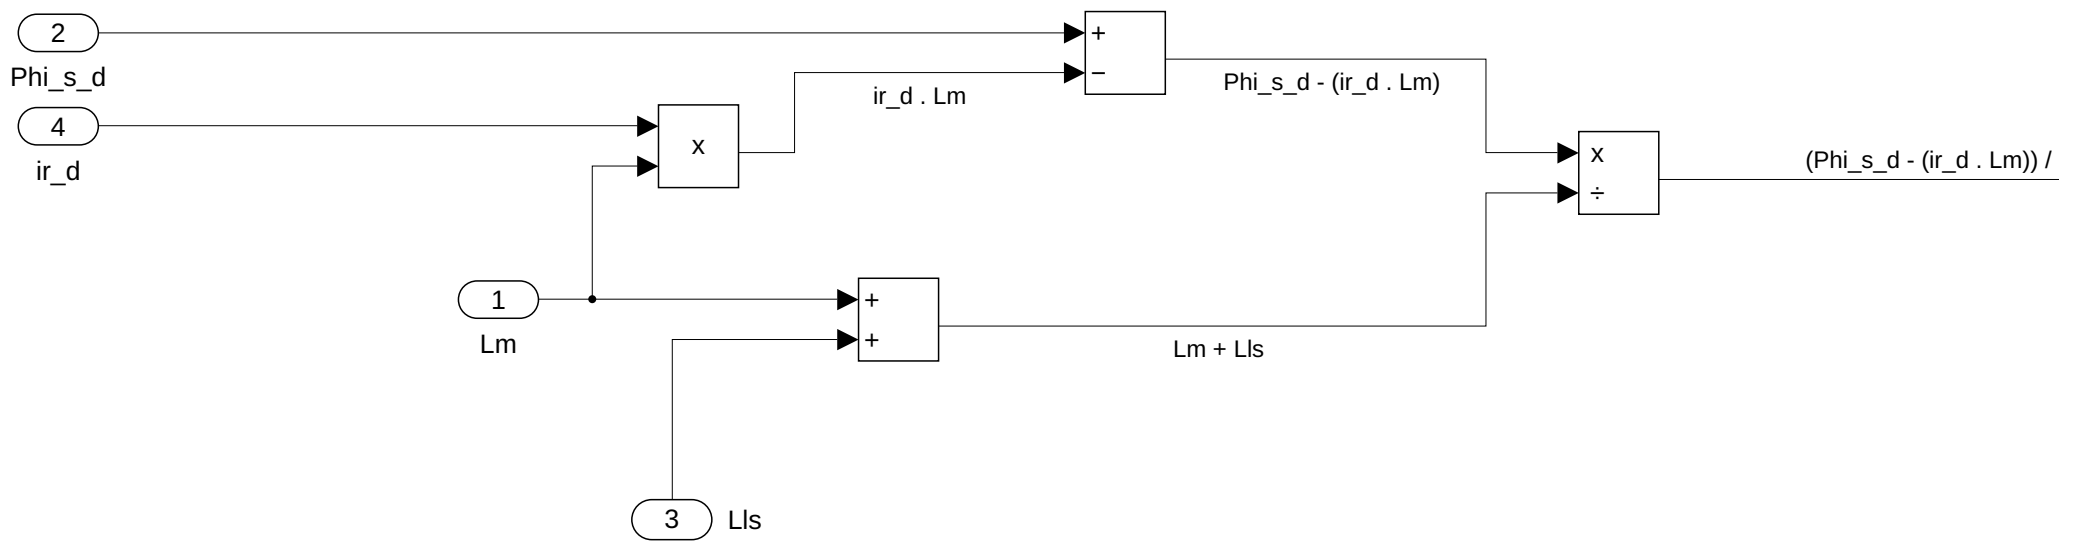 2
Phi_s_d
4
ir_d
x
ir_d . Lm
+
−
Phi_s_d - (ir_d . Lm)
x
÷
(Phi_s_d - (ir_d . Lm)) /
1
Lm
+
+
Lm + Lls
3
Lls